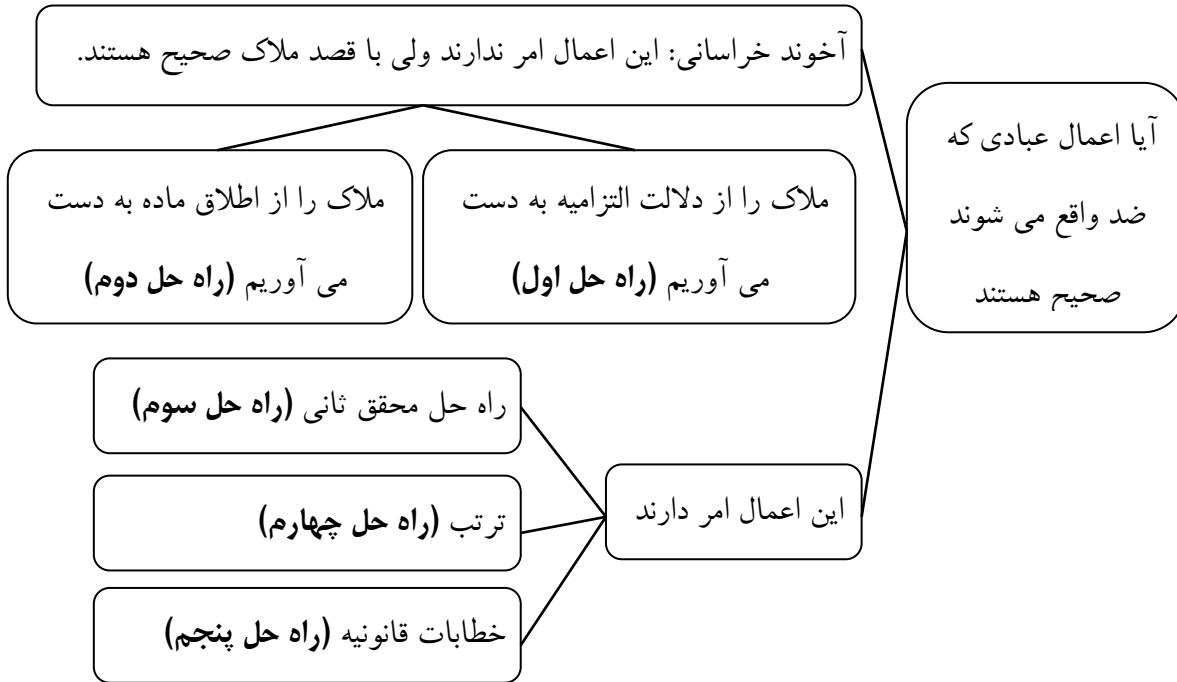 آیا اعمال عبادی که
ضد واقع می شوند
صحیح هستند
آخوند خراسانی: این اعمال امر ندارند ولی با قصد ملاک صحیح هستند.
ملاک را از دلالت التزامیه به دست
می آوریم (راه حل اول)
ملاک را از اطلاق ماده به دست
می آوریم (راه حل دوم)
این اعمال امر دارند
راه حل محقق ثانی (راه حل سوم)
ترتب (راه حل چهارم)
خطابات قانونیه (راه حل پنجم)